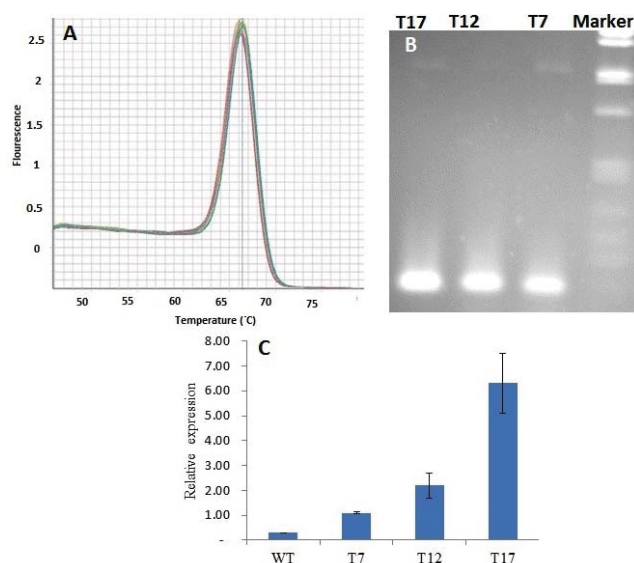 A
2.5
2
1.5
1
0.5
0
Flourescence
50 55 60 65 70 75
Temperature (˚C)
T17 T12 T7 Marker
B
C
8.00
7.00
6.00
5.00
4.00
3.00
2.00
1.00
-
Relative expression
WT T7 T12 T17